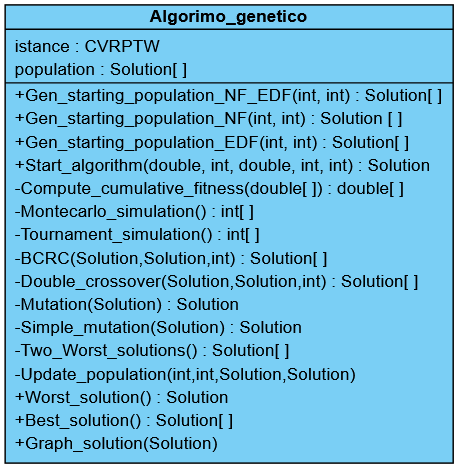 Algorimo_genetico
istance : CVRPTW
population : Solution[ ]
+Gen_starting_population_NF_EDF(int, int) : Solution[ ]
+Gen_starting_population_NF(int, int) : Solution [ ]
+Gen_starting_population_EDF(int, int) : Solution[ ]
+Start_algorithm(double, int, double, int, int) : Solution
-Compute_cumulative_fitness(double[ ]) : double[ ]
-Montecarlo_simulation() : int[ ]
-Tournament_simulation() : int[ ]
-BCRC(Solution,Solution,int) : Solution[ ]
-Double_crossover(Solution,Solution,int) : Solution[ ]
-Mutation(Solution) : Solution
-Simple_mutation(Solution) : Solution
-Two_Worst_solutions() : Solution[ ]
-Update_population(int,int,Solution,Solution)
+Worst_solution() : Solution
+Best_solution() : Solution[ ]
+Graph_solution(Solution)